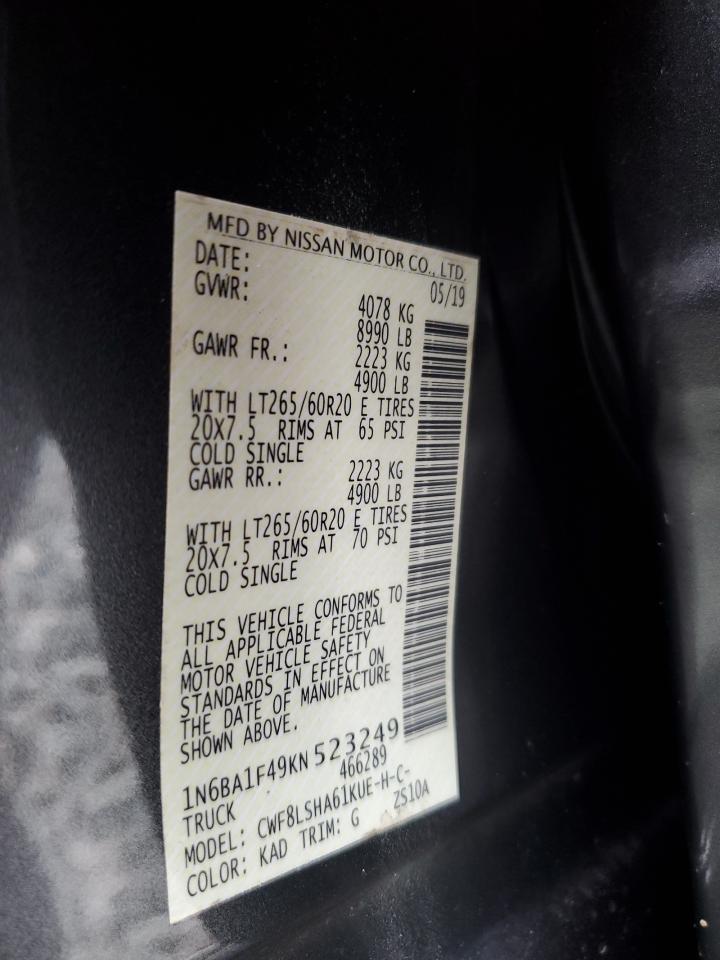 MFD BY NISSAN MOTOR CO., LTD.
DATE: 05/19
GVWR: 4078 KG
8990 LB
GAWR FR.: 2223 KG
4900 LB
WITH LT265/60R20 E TIRES
20X7.5 RIMS AT 65 PSI
COLD SINGLE
GAWR RR.: 2223 KG
4900 LB
WITH LT265/60R20 E TIRES
20X7.5 RIMS AT 70 PSI
COLD SINGLE
THIS VEHICLE CONFORMS TO
ALL APPLICABLE FEDERAL
MOTOR VEHICLE SAFETY
STANDARDS IN EFFECT ON
THE DATE OF MANUFACTURE
SHOWN ABOVE.
1N6BA1F49KN523249
TRUCK 466289
MODEL: CWF8LSHA61KUE-H-C-
COLOR: KAD TRIM: G ZS10A